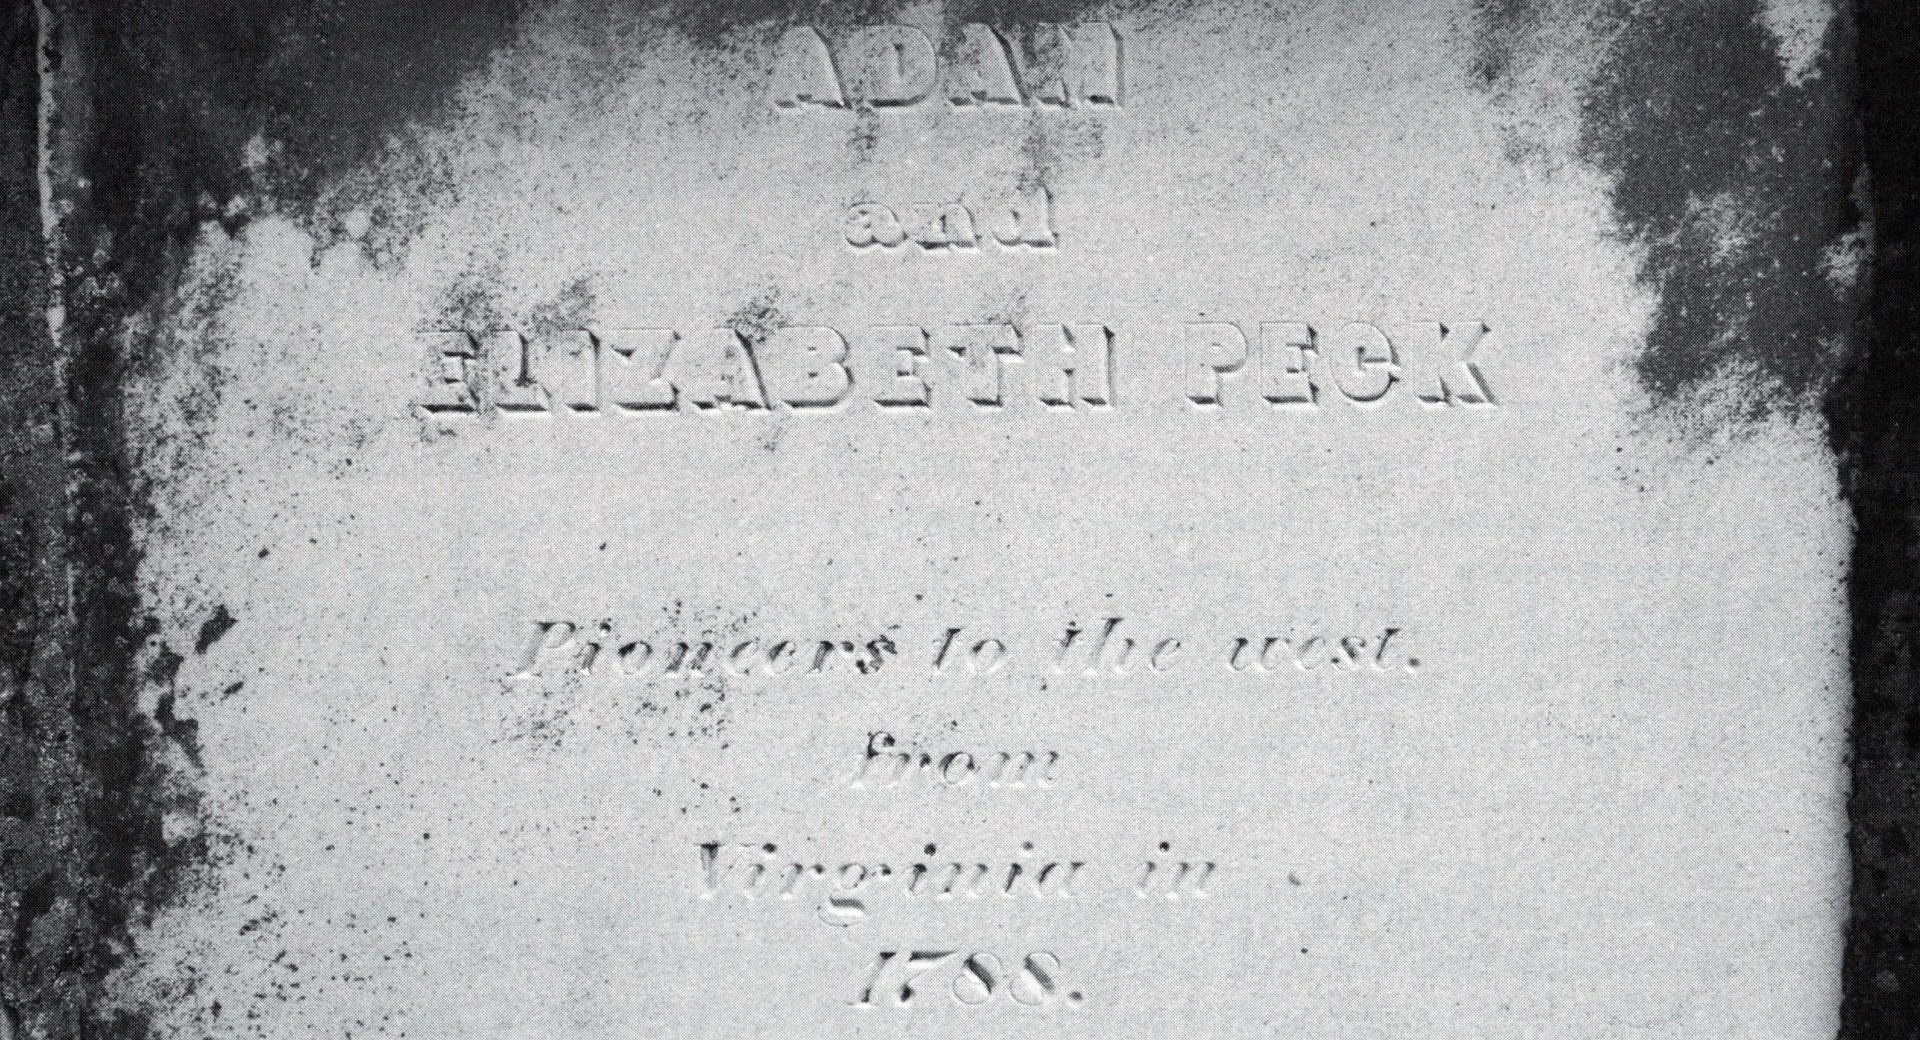 ADAM
and
ELIZABETH PECK
Pioneers to the west.
from
Virginia in
1788.